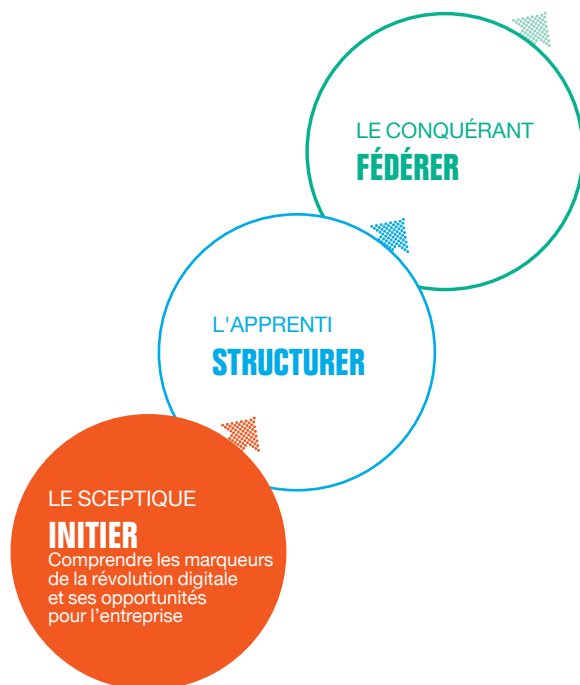 LE CONQUÉRANT
FÉDÉRER
L'APPRENTI
STRUCTURER
LE SCEPTIQUE
INITIER
Comprendre les marqueurs
de la révolution digitale
et ses opportunités
pour l’entreprise